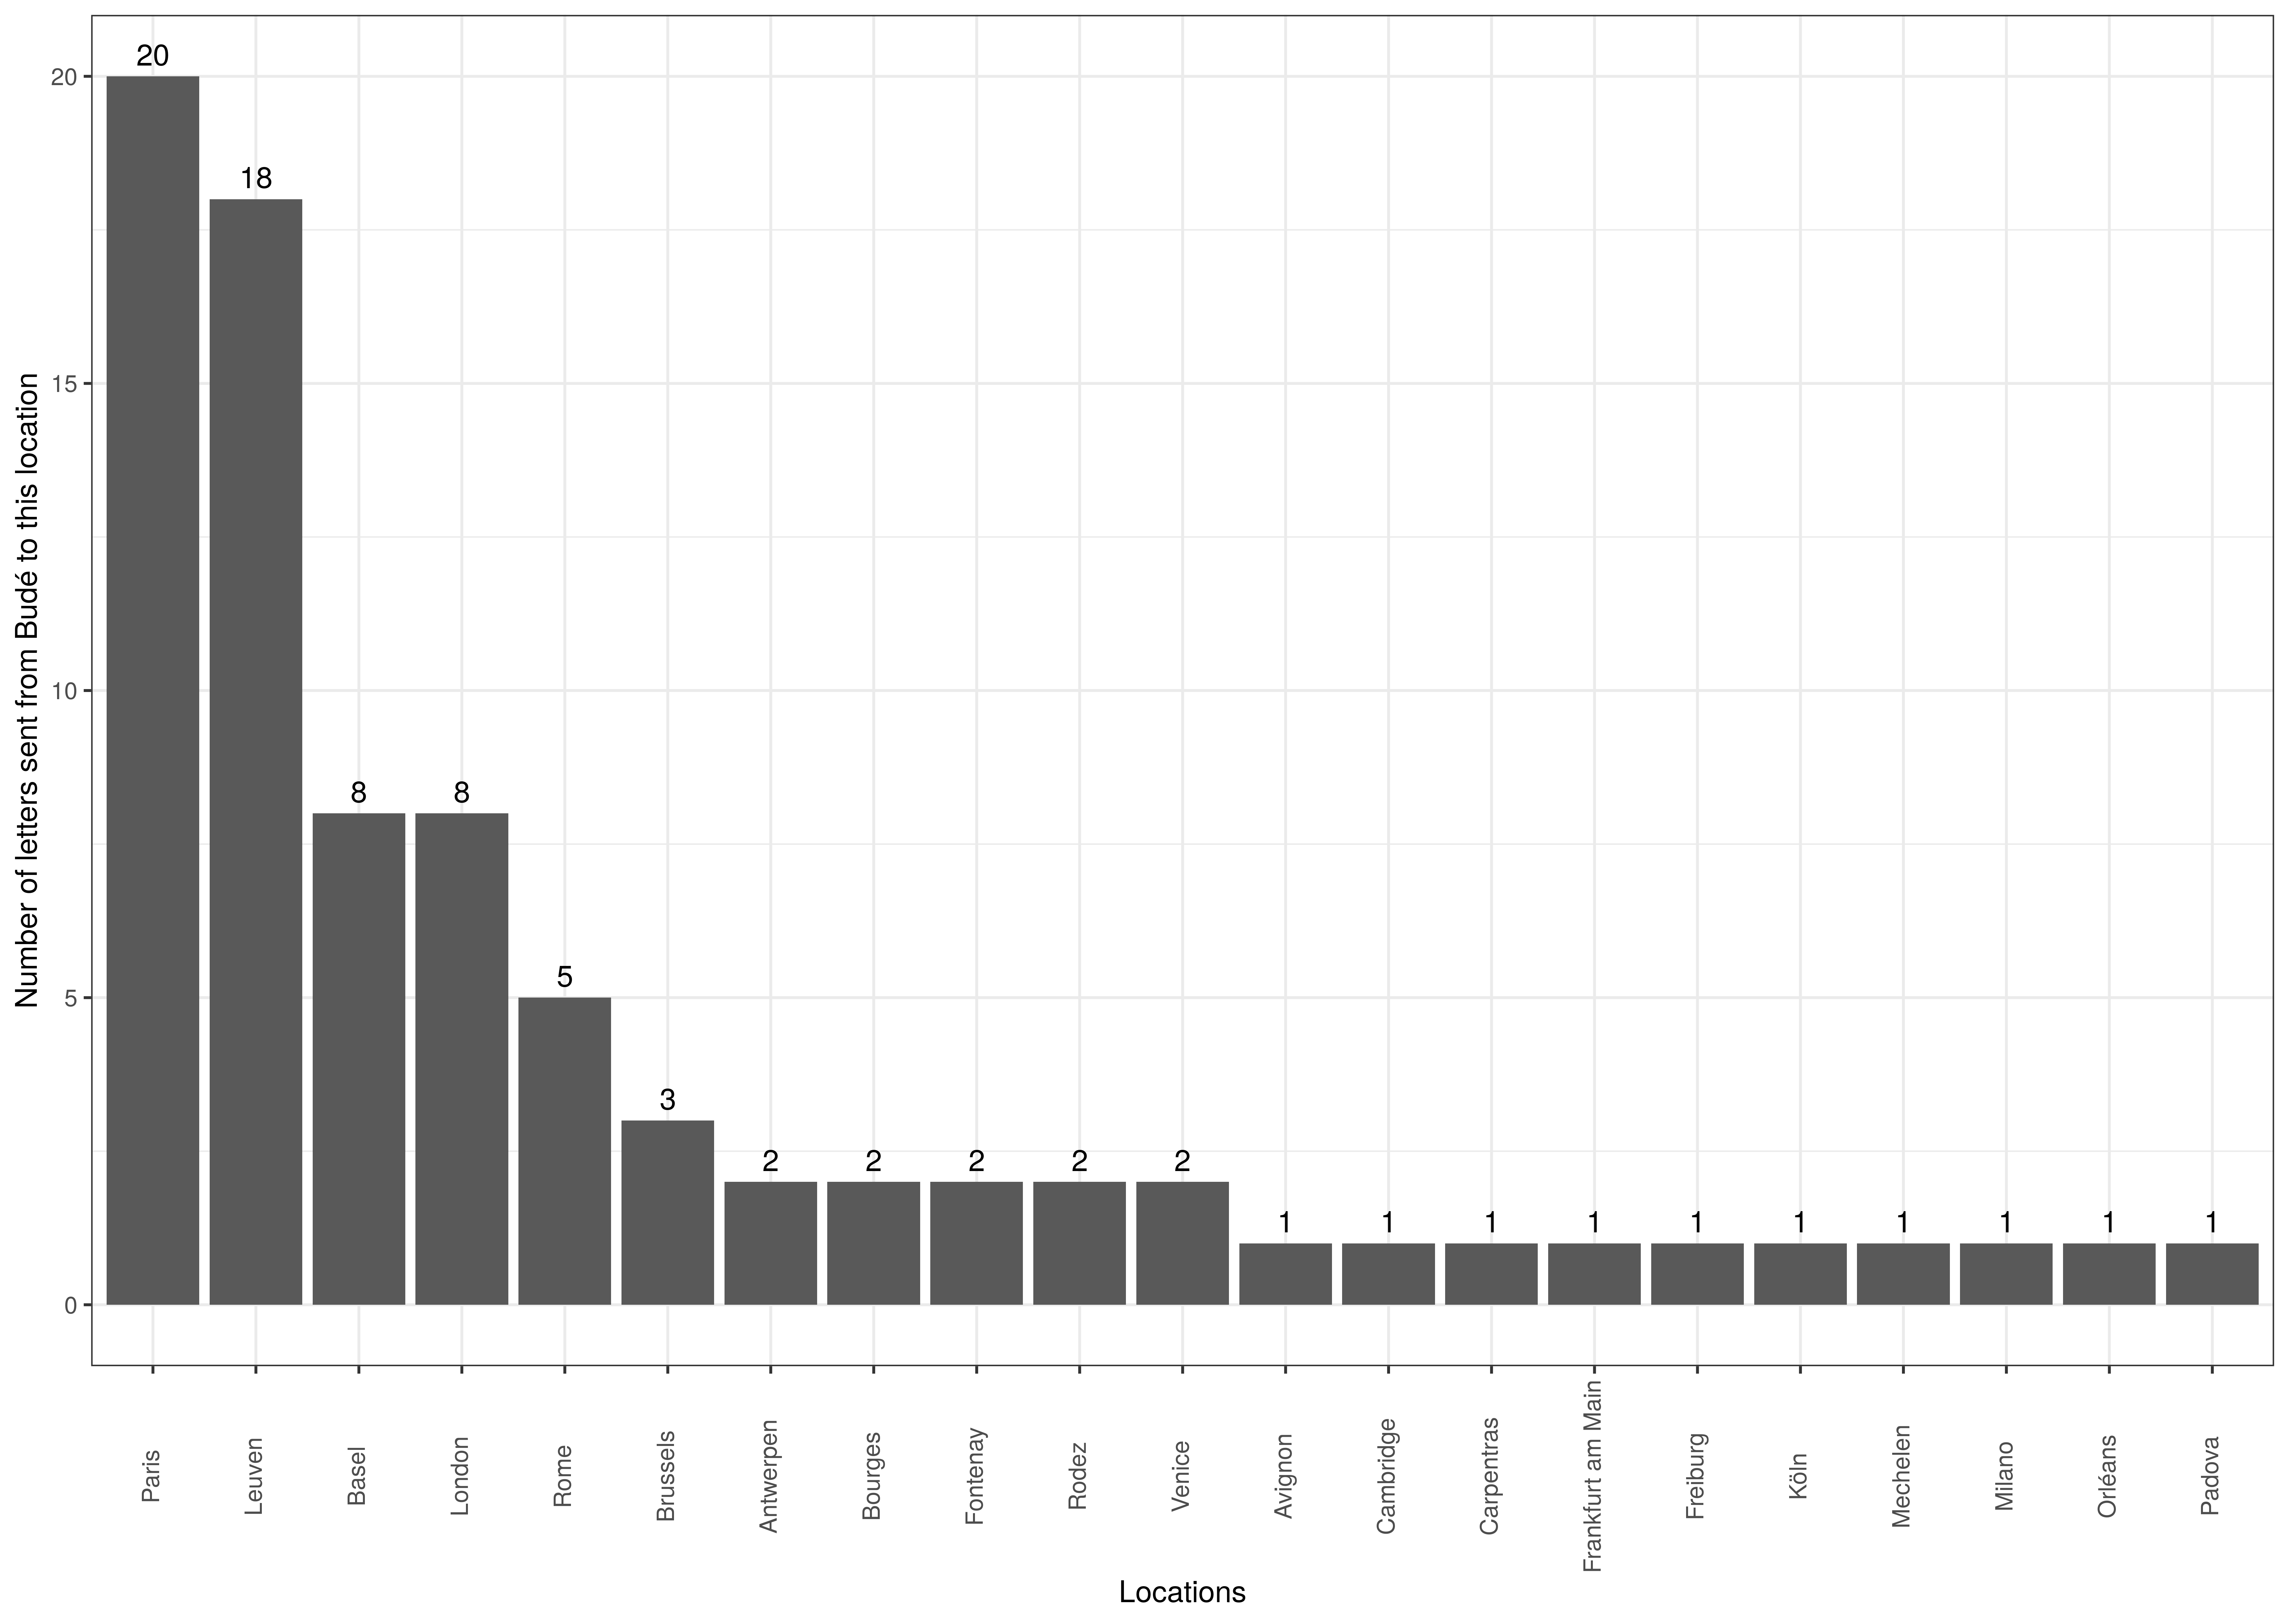 Number of letters sent from Budé to this location
20
15
10
5
0
20
18
8
8
5
3
2
2
2
2
2
1
1
1
1
1
1
1
1
1
1
Paris
Leuven
Basel
London
Rome
Brussels
Antwerpen
Bourges
Fontenay
Rodez
Venice
Avignon
Cambridge
Carpentras
Frankfurt am Main
Freiburg
Köln
Mechelen
Milano
Orléans
Padova
Locations